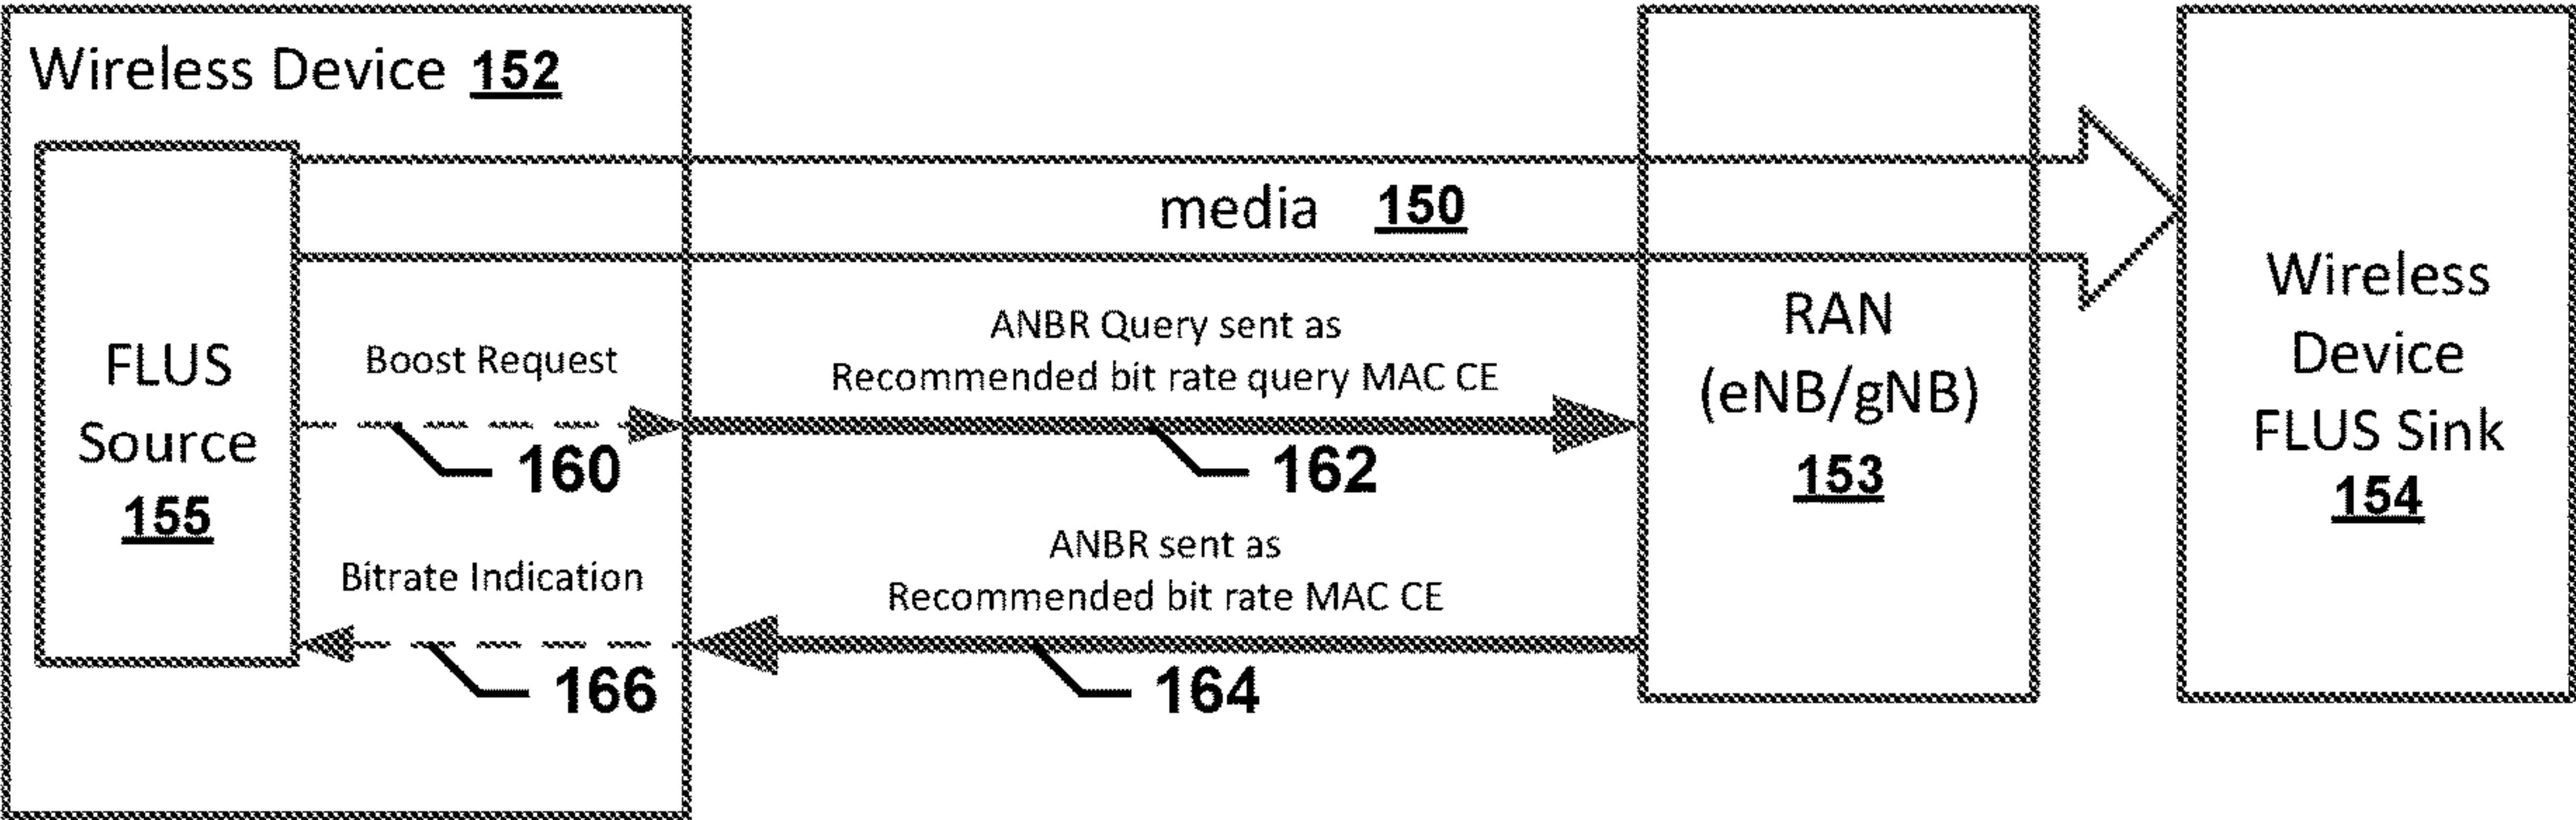 Wireless Device 152
media 150
FLUS
Source
155
Boost Request
160
Bitrate Indication
166
ANBR Query sent as
Recommended bit rate query MAC CE
162
ANBR sent as
Recommended bit rate MAC CE
164
RAN
(eNB/gNB)
153
Wireless
Device
FLUS Sink
154